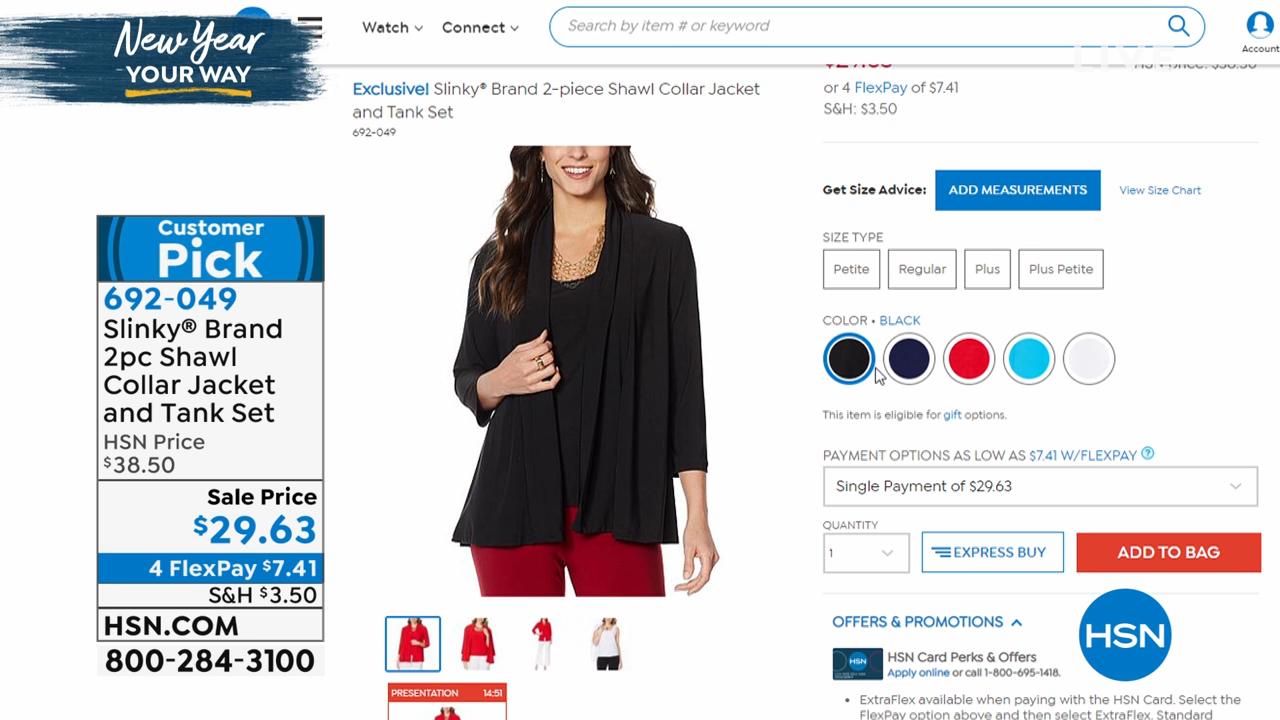 New Year
YOUR WAY
Watch
Connect
Search by item # or keyword
Account
LIVE
Exclusive! Slinky® Brand 2-piece Shawl Collar Jacket
and Tank Set
692-049
or 4 FlexPay of $7.41
S&H: $3.50
Get Size Advice:
ADD MEASUREMENTS
View Size Chart
SIZE TYPE
Petite
Regular
Plus
Plus Petite
COLOR • BLACK
This item is eligible for gift options.
PAYMENT OPTIONS AS LOW AS $7.41 W/FLEXPAY ?
Single Payment of $29.63
QUANTITY
1
EXPRESS BUY
ADD TO BAG
OFFERS & PROMOTIONS
HSN
HSN
HSN Card Perks & Offers
Apply online or call 1-800-695-1418.
• ExtraFlex available when paying with the HSN Card. Select the
FlexPay option above and then select ExtraFlex. Standard
PRESENTATION 14:51
Customer
Pick
692-049
Slinky® Brand
2pc Shawl
Collar Jacket
and Tank Set
HSN Price
$38.50
Sale Price
$29.63
4 FlexPay $7.41
S&H $3.50
HSN.COM
800-284-3100